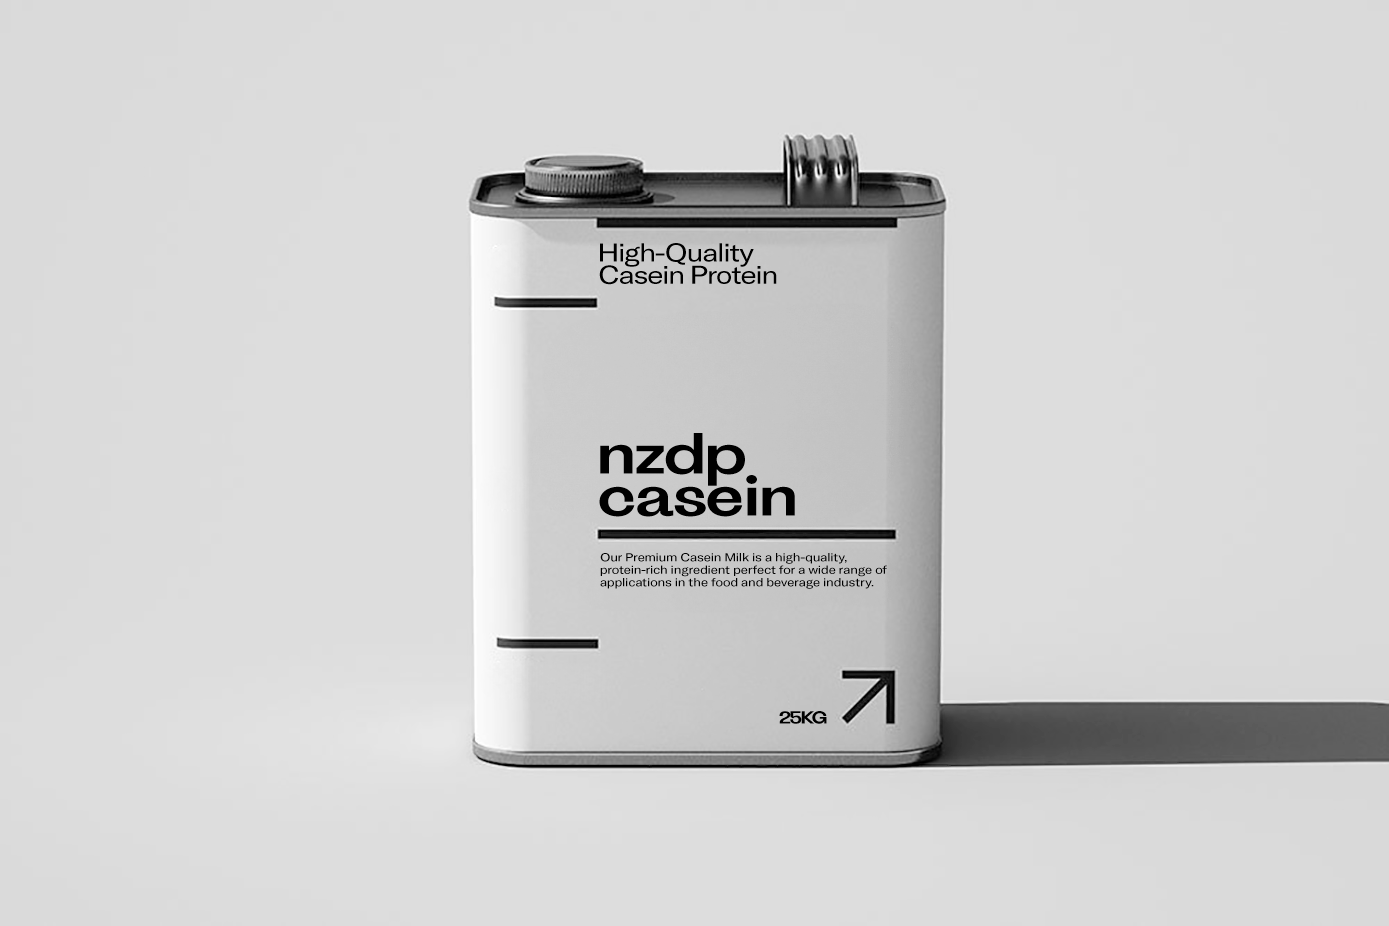 High-Quality
Casein Protein
nzdp
casein
Our Premium Casein Milk is a high-quality,
protein-rich ingredient perfect for a wide range of
applications in the food and beverage industry.
25KG